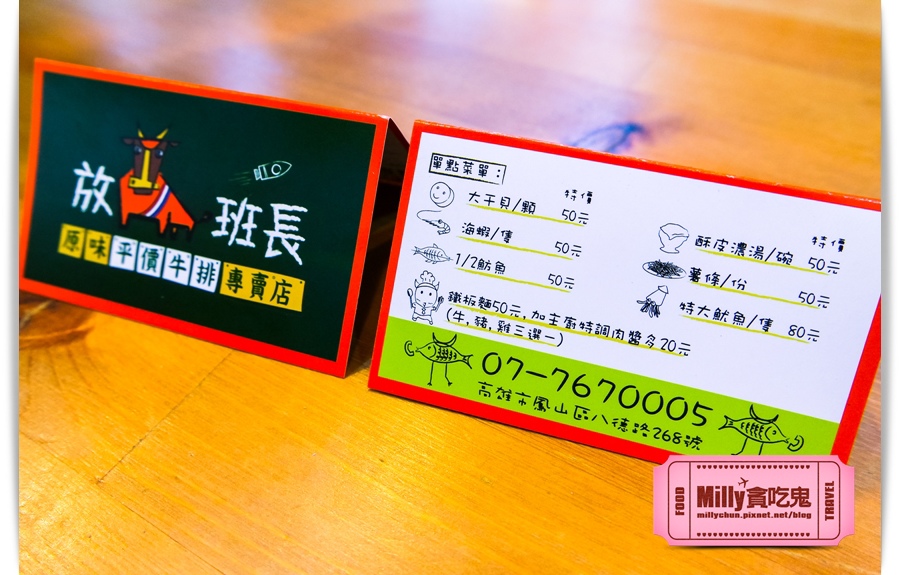 放牛班長
原味平價牛排專賣店
單點菜單：
特價
大干貝/顆 50元
海蝦/隻 50元
1/2魴魚 50元
鐵板麵50元，加主廚特調肉醬多20元
(牛，豬，雞三選一)
特價
酥皮濃湯/碗 50元
薯條/份 50元
特大魷魚/隻 80元
07-7670005
高雄市鳳山區八德路268號
FOOD
Milly貪吃鬼
millychun.pixnet.net/blog
TRAVEL